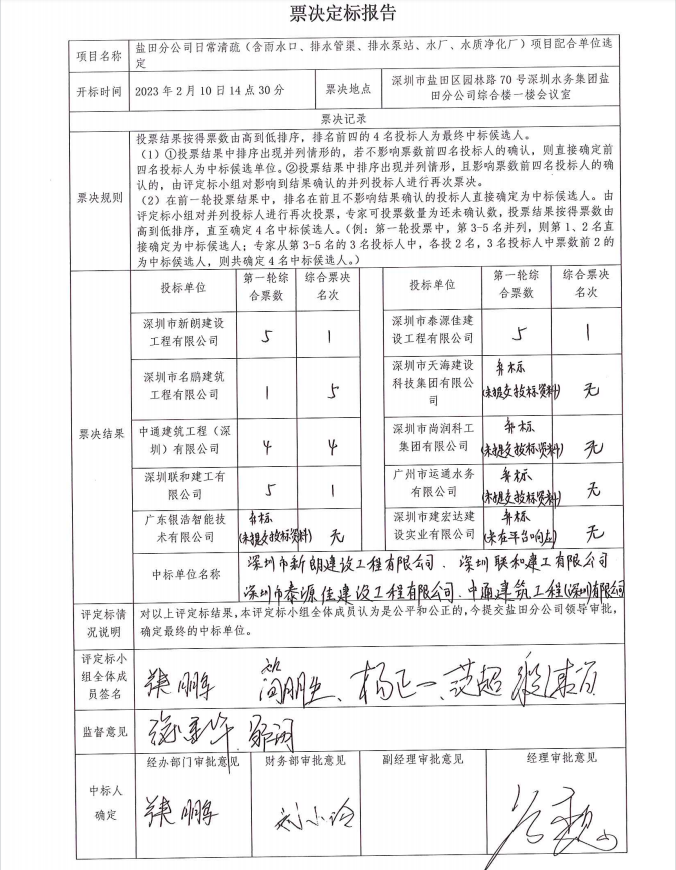 票决定标报告
项目名称
盐田分公司日常清疏（含雨水口、排水管渠、排水泵站、水厂、水质净化厂）项目配合单位选
定
开标时间
2023 年 2 月 10 日 14 点 30 分
票决地点
深圳市盐田区园林路 70 号深圳水务集团盐
田分公司综合楼一楼会议室
票决记录
票决规则
投票结果按得票数由高到低排序，排名前四的 4 名投标人为最终中标候选人。
（1）①投票结果中排序出现并列情形的，若不影响票数前四名投标人的确认，则直接确定前
四名投标人为中标候选单位。②投票结果中排序出现并列情形，且影响票数前四名投标人的确
认的，由评定标小组对影响到结果确认的并列投标人进行再次票决。
（2）在前一轮投票结果中，排名在前且不影响结果确认的投标人直接确定为中标候选人。由
评定标小组对并列投标人进行再次投票，专家可投票数量为还未确认数，投票结果按得票数由
高到低排序，直至确定 4 名中标候选人。（例：第一轮投票中，第 3-5 名并列，则第 1、2 名直
接确定为中标候选人；专家从第 3-5 名的 3 名投标人中，各投 2 名，3 名投标人中票数前 2 的
为中标候选人，则共确定 4 名中标候选人。）
票决结果
投标单位
第一轮综
合票数
综合票决
名次
投标单位
第一轮综
合票数
综合票决
名次
深圳市新朗建设
工程有限公司
5
1
深圳市泰源佳建
设工程有限公司
5
1
深圳市名鹏建筑
工程有限公司
1
5
深圳市天海建设
科技集团有限公
司
弃标
(未提交投标资料)
无
中通建筑工程（深
圳）有限公司
4
4
深圳市尚润科工
集团有限公司
弃标
(未提交投标资料)
无
深圳联和建工有
限公司
5
1
广州市运通水务
有限公司
弃标
(未提交投标资料)
无
广东银浩智能技
术有限公司
弃标
(未提交投标资料)
无
深圳市建宏达建
设实业有限公司
弃标
(未在平台响应)
无
中标单位名称
深圳市新朗建设工程有限公司、深圳联和建工有限公司
深圳市泰源佳建设工程有限公司、中通建筑工程(深圳)有限公司
评定标情
况说明
对以上评定标结果，本评定标小组全体成员认为是公平和公正的，今提交盐田分公司领导审批，
确定最终的中标单位。
评定标小
组全体成
员签名
监督意见
中标人
确定
经办部门审批意见
财务部审批意见
副经理审批意见
经理审批意见
刘小玲